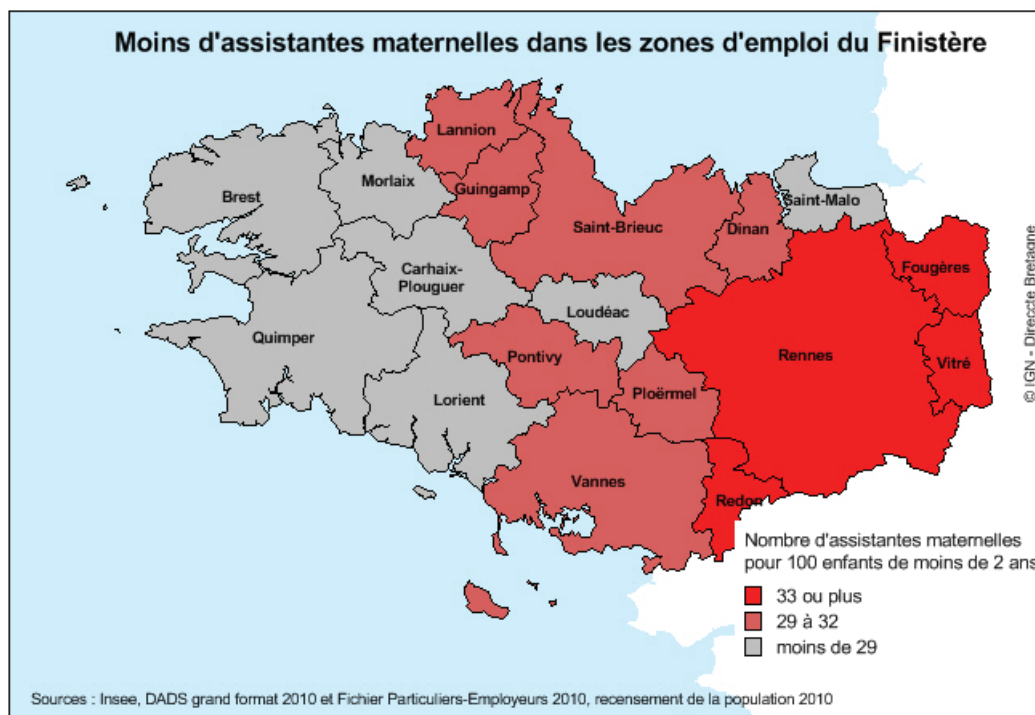 Moins d'assistantes maternelles dans les zones d'emploi du Finistère
Lannion
Morlaix
Guingamp
Brest
Saint-Malo
Saint-Brieuc
Dinan
Fougères
Carhaix-
Plouguer
Loudéac
Quimper
Rennes
Pontivy
Vitré
Ploërmel
Lorient
Vannes
Redon
© IGN - Direccte Bretagne
Nombre d'assistantes maternelles
pour 100 enfants de moins de 2 ans
33 ou plus
29 à 32
moins de 29
Sources : Insee, DADS grand format 2010 et Fichier Particuliers-Employeurs 2010, recensement de la population 2010